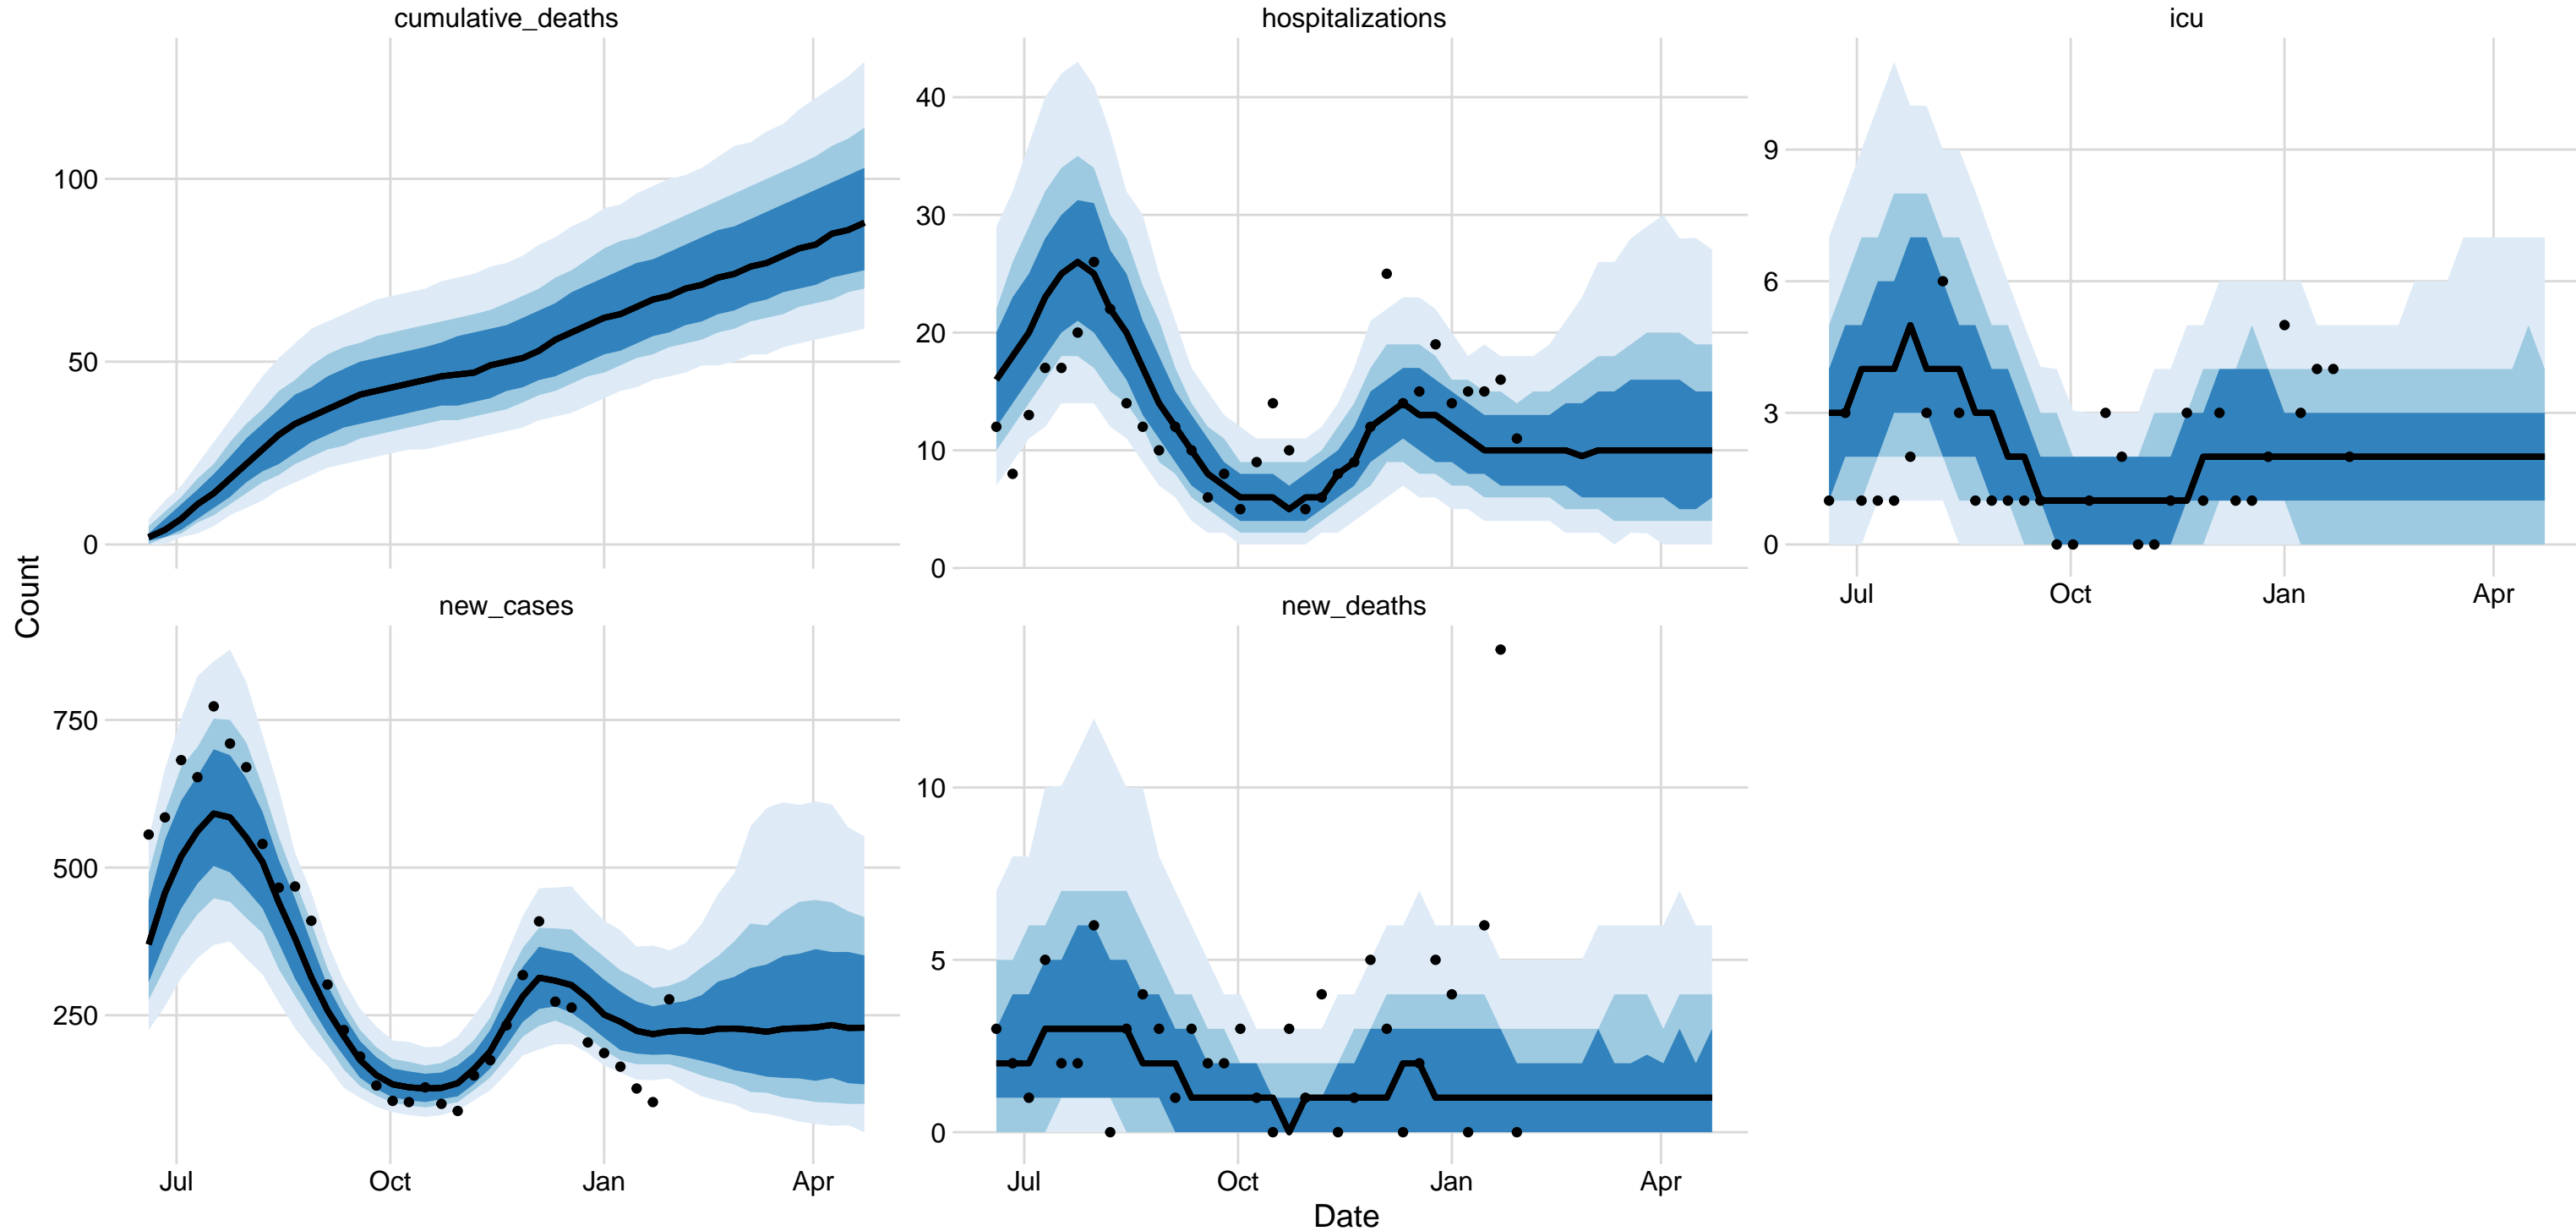 cumulative_deaths
hospitalizations
icu
100
50
0
40
30
20
10
0
9
6
3
0
Jul Oct Jan Apr
Count
new_cases
new_deaths
750
500
250
10
5
0
Jul Oct Jan Apr
Jul Oct Jan Apr
Date